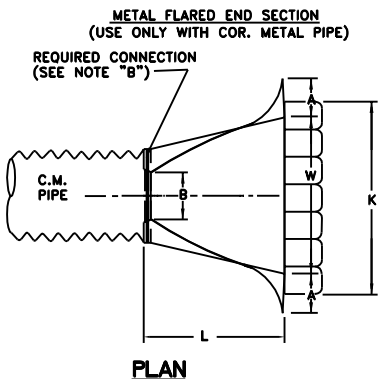 METAL FLARED END SECTION
(USE ONLY WITH COR. METAL PIPE)
REQUIRED CONNECTION
(SEE NOTE "B")
A
C.M.
PIPE
B
W
K
A
L
PLAN